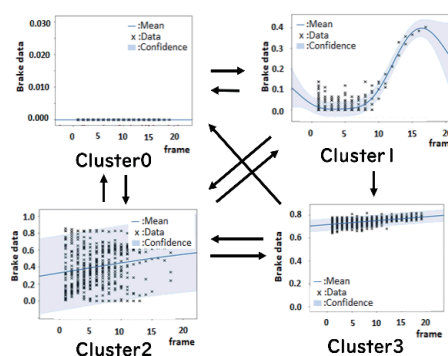 0.030
0.020
0.010
0.000
Brake data
:Mean
Data
:Confidence
0 5 10 15 20
frame
Cluster0
0.4
0.3
0.2
0.1
0.0
Brake data
:Mean
Data
:Confidence
0 5 10 15 20
frame
Cluster1
1.0
0.8
0.6
0.4
0.2
0.0
Brake data
:Mean
:Data
:Confidence
0 5 10 15 20
frame
Cluster2
0.8
0.6
0.4
0.2
0.0
Brake data
:Mean
:Data
:Confidence
0 5 10 15 20
frame
Cluster3